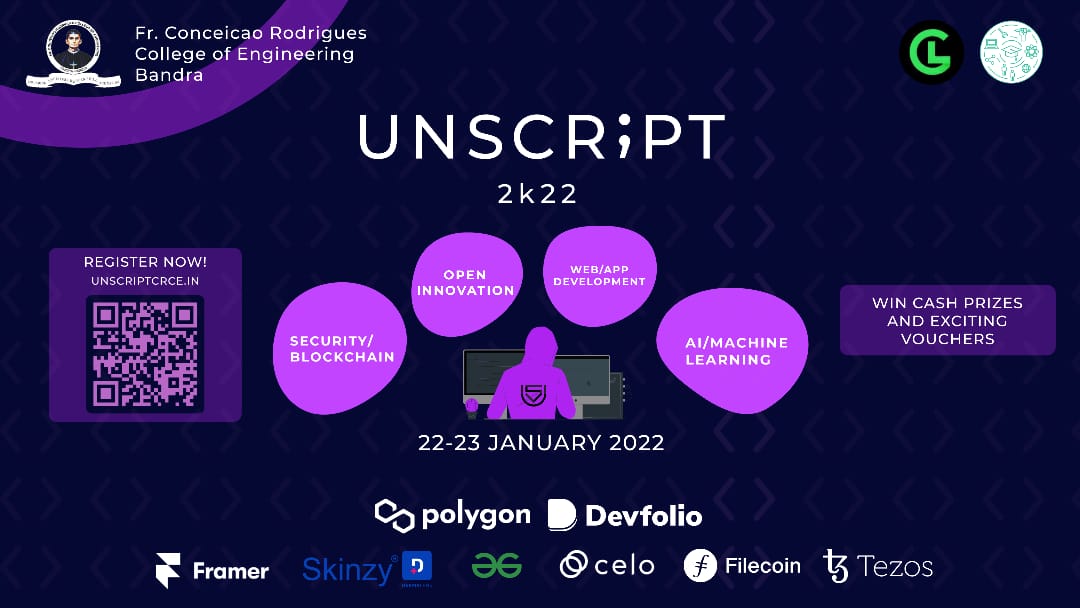 Fr. Conceicao Rodrigues
College of Engineering
Bandra
UNSCR;PT
2k22
REGISTER NOW!
UNSCRIPTCRCE.IN
SECURITY/
BLOCKCHAIN
OPEN
INNOVATION
WEB/APP
DEVELOPMENT
AI/MACHINE
LEARNING
WIN CASH PRIZES
AND EXCITING
VOUCHERS
22-23 JANUARY 2022
polygon
Devfolio
Framer
Skinzy
celo
Filecoin
Tezos